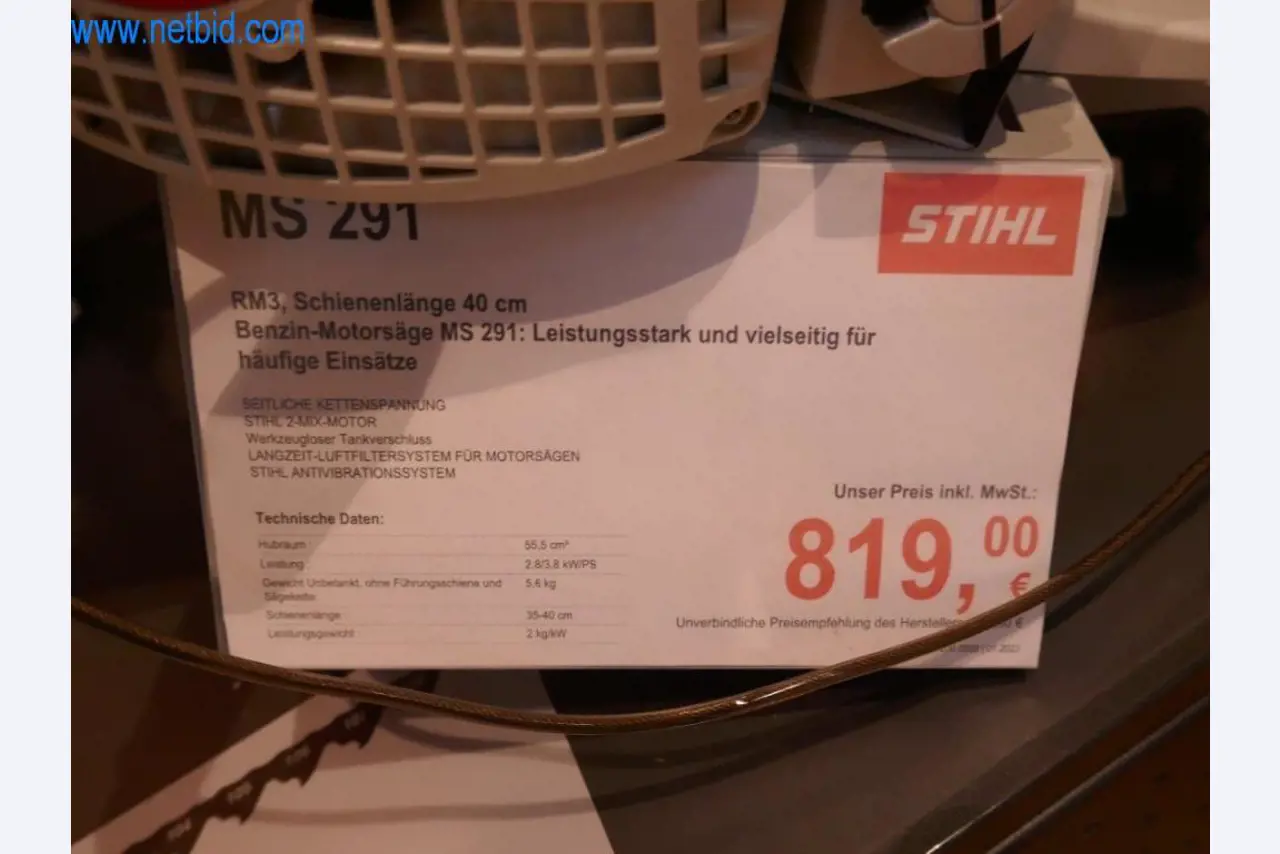 www.netbid.com
MS 291
STIHL
RM3, Schienenlänge 40 cm
Benzin-Motorsäge MS 291: Leistungsstark und vielseitig für
häufige Einsätze
SEITLICHE KETTENSPANNUNG
STIHL 2-MIX-MOTOR
Werkzeugloser Tankverschluss
LANGZEIT-LUFTFILTERSYSTEM FÜR MOTORSÄGEN
STIHL ANTIVIBRATIONSSYSTEM
Unser Preis inkl. MwSt.:
819,00 €
Technische Daten:
Hubraum 55,5 cm³
Leistung 2.8/3.8 kW/PS
Gewicht Unbetankt, ohne Führungsschiene und 5,6 kg
Sägekette
Schienenlänge 35-40 cm
Leistungsgewicht 2 kg/kW
Unverbindliche Preisempfehlung des Herstellers €